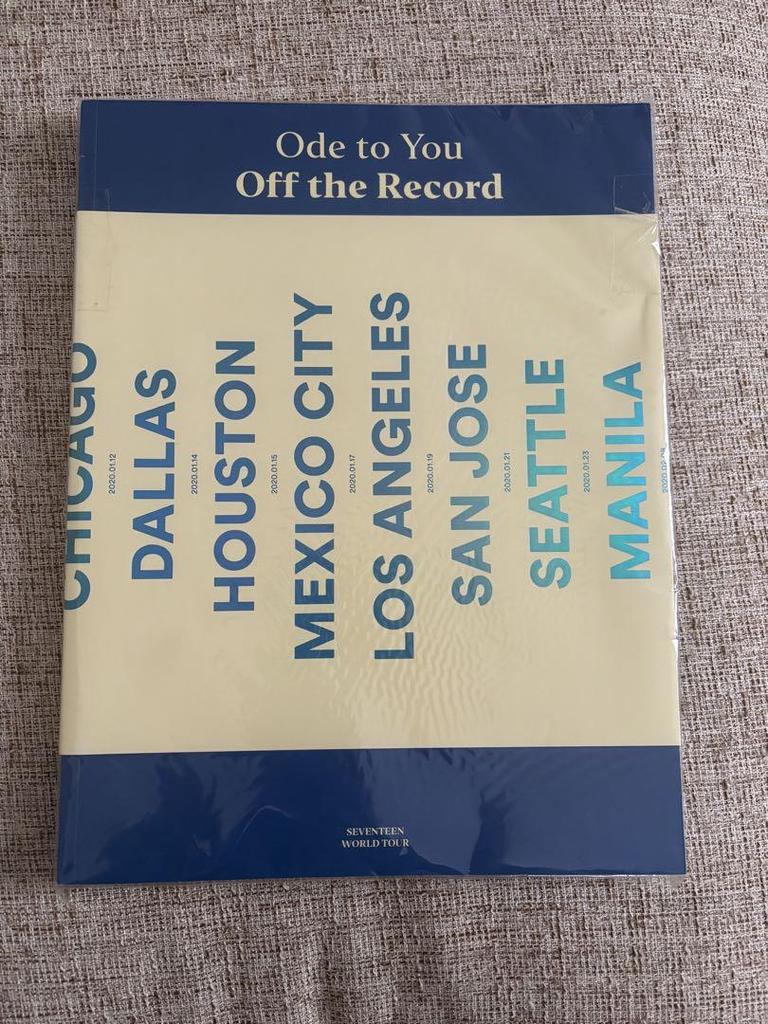 Ode to You
Off the Record
CHICAGO
2020.01.12
DALLAS
2020.01.14
HOUSTON
2020.01.15
MEXICO CITY
2020.01.17
LOS ANGELES
2020.01.19
SAN JOSE
2020.01.21
SEATTLE
2020.01.23
MANILA
SEVENTEEN
WORLD TOUR